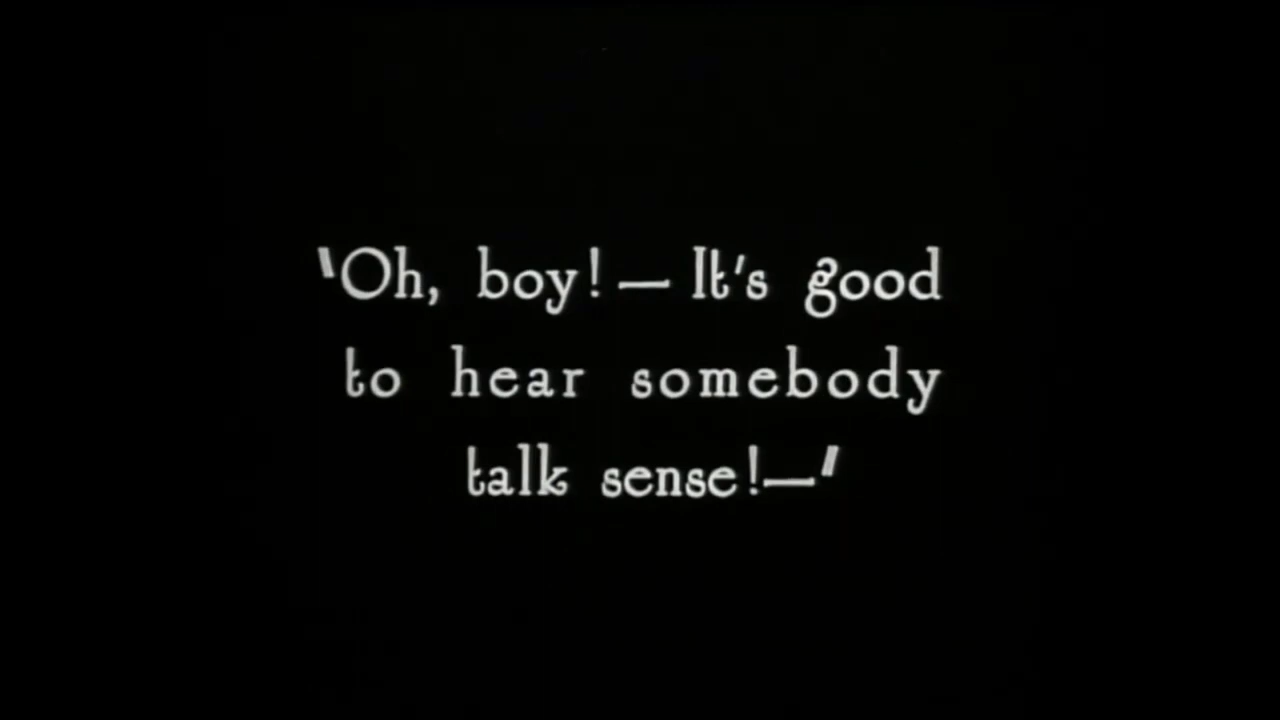 "Oh, boy! — It's good
to hear somebody
talk sense! —"